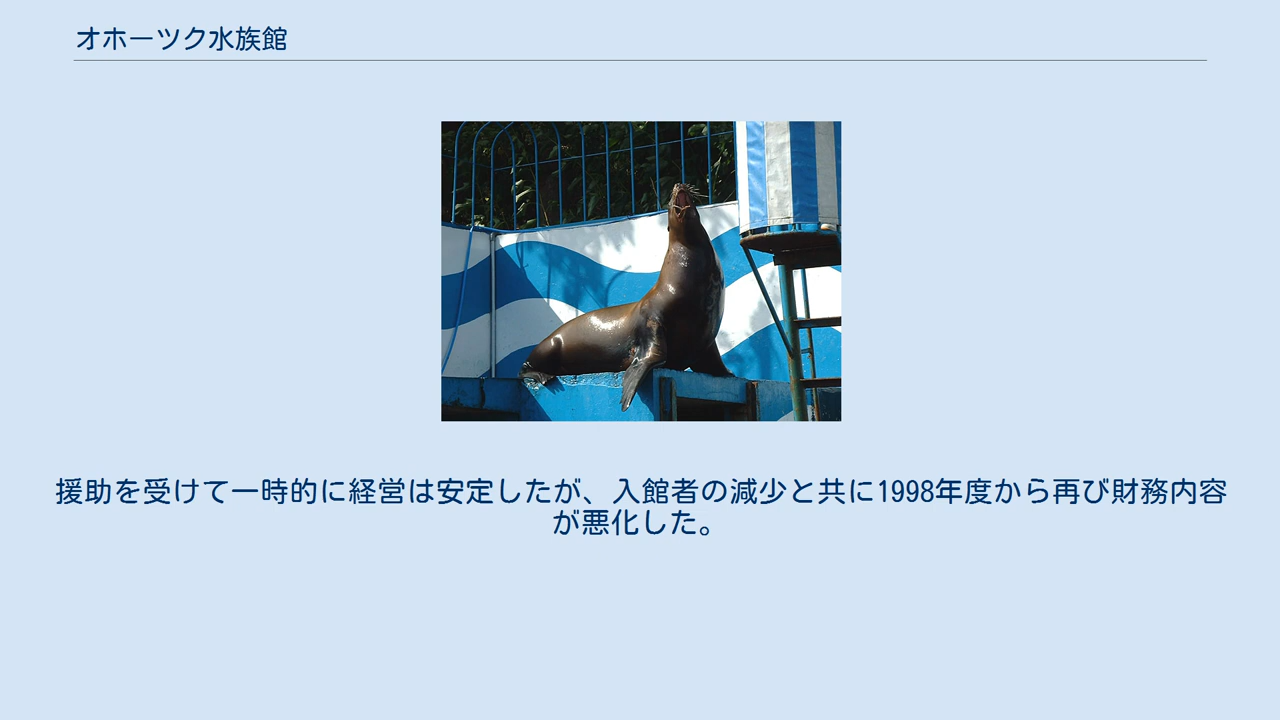 オホーツク水族館
援助を受けて一時的に経営は安定したが、入館者の減少と共に1998年度から再び財務内容
が悪化した。